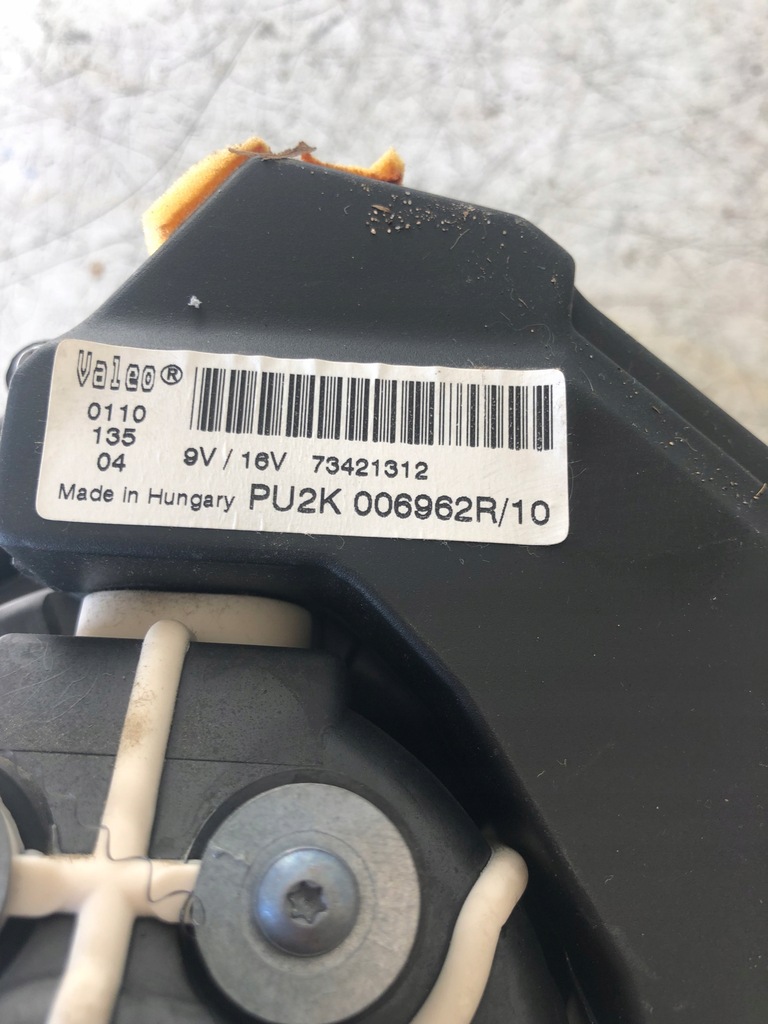 Valeo®
0110
135
04
9V / 16V 73421312
Made in Hungary PU2K 006962R/10